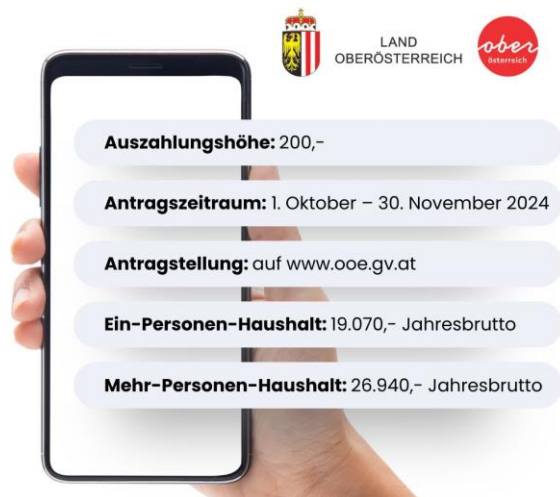 LAND
OBERÖSTERREICH
ober
österreich
Auszahlungshöhe: 200,-
Antragszeitraum: 1. Oktober – 30. November 2024
Antragstellung: auf www.ooe.gv.at
Ein-Personen-Haushalt: 19.070,- Jahresbrutto
Mehr-Personen-Haushalt: 26.940,- Jahresbrutto